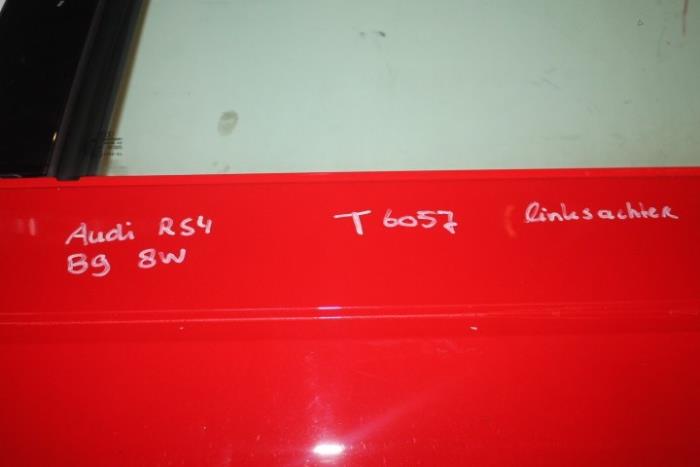 Audi RS4
B9 8W
T 6057
linksachter